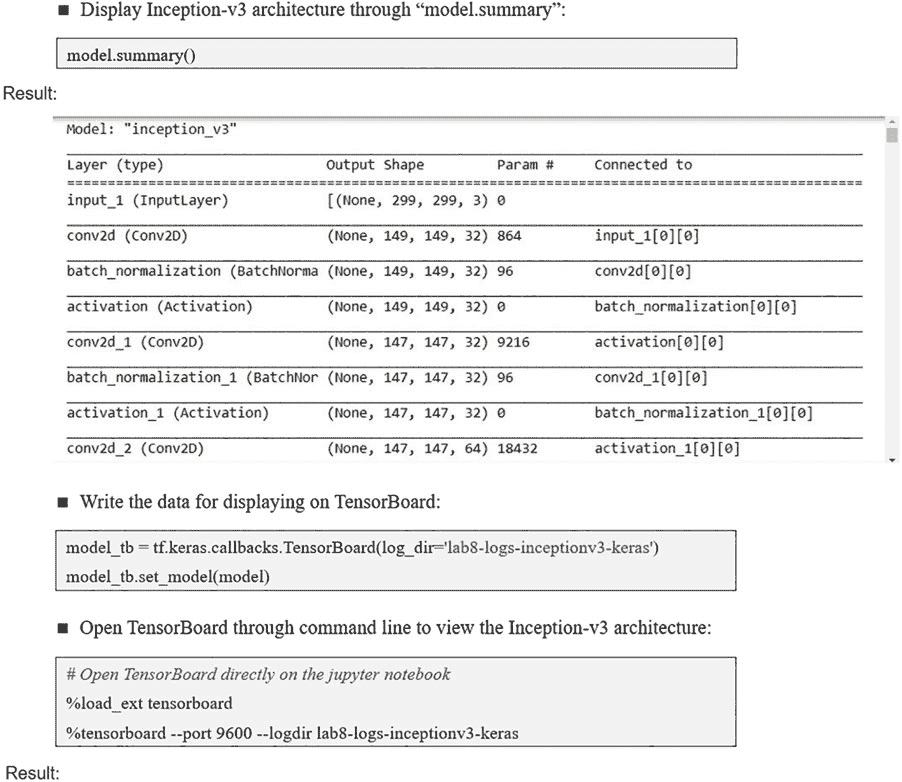 ■ Display Inception-v3 architecture through “model.summary”:
model.summary()
Result:
Model: "inception_v3"
Layer (type) Output Shape Param # Connected to
==================================================================================================
input_1 (InputLayer) [(None, 299, 299, 3) 0
conv2d (Conv2D) (None, 149, 149, 32) 864 input_1[0][0]
batch_normalization (BatchNorma (None, 149, 149, 32) 96 conv2d[0][0]
activation (Activation) (None, 149, 149, 32) 0 batch_normalization[0][0]
conv2d_1 (Conv2D) (None, 147, 147, 32) 9216 activation[0][0]
batch_normalization_1 (BatchNor (None, 147, 147, 32) 96 conv2d_1[0][0]
activation_1 (Activation) (None, 147, 147, 32) 0 batch_normalization_1[0][0]
conv2d_2 (Conv2D) (None, 147, 147, 64) 18432 activation_1[0][0]
■ Write the data for displaying on TensorBoard:
model_tb = tf.keras.callbacks.TensorBoard(log_dir='lab8-logs-inceptionv3-keras')
model_tb.set_model(model)
■ Open TensorBoard through command line to view the Inception-v3 architecture:
# Open TensorBoard directly on the jupyter notebook
%load_ext tensorboard
%tensorboard --port 9600 --logdir lab8-logs-inceptionv3-keras
Result: